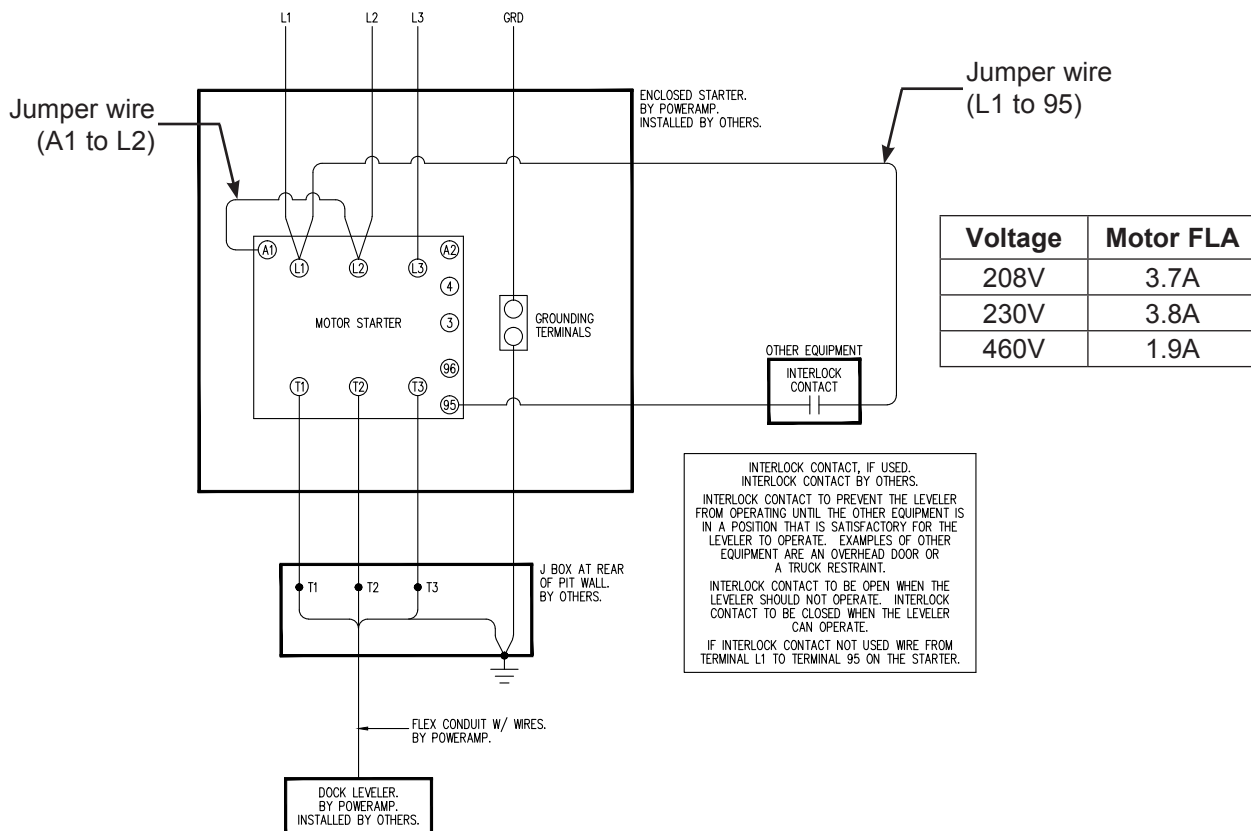 L1
L2
L3
GRD
Jumper wire
(A1 to L2)
ENCLOSED STARTER.
BY POWERAMP.
INSTALLED BY OTHERS.
Jumper wire
(L1 to 95)
A1
L1
L2
L3
A2
4
3
96
95
MOTOR STARTER
T1
T2
T3
GROUNDING
TERMINALS
Voltage Motor FLA
208V 3.7A
230V 3.8A
460V 1.9A
OTHER EQUIPMENT
INTERLOCK
CONTACT
INTERLOCK CONTACT, IF USED.
INTERLOCK CONTACT BY OTHERS.
INTERLOCK CONTACT TO PREVENT THE LEVELER
FROM OPERATING UNTIL THE OTHER EQUIPMENT IS
IN A POSITION THAT IS SATISFACTORY FOR THE
LEVELER TO OPERATE. EXAMPLES OF OTHER
EQUIPMENT ARE AN OVERHEAD DOOR OR
A TRUCK RESTRAINT.
INTERLOCK CONTACT TO BE OPEN WHEN THE
LEVELER SHOULD NOT OPERATE. INTERLOCK
CONTACT TO BE CLOSED WHEN THE LEVELER
CAN OPERATE.
IF INTERLOCK CONTACT NOT USED WIRE FROM
TERMINAL L1 TO TERMINAL 95 ON THE STARTER.
T1
T2
T3
J BOX AT REAR
OF PIT WALL.
BY OTHERS.
FLEX CONDUIT W/ WIRES.
BY POWERAMP.
DOCK LEVELER.
BY POWERAMP.
INSTALLED BY OTHERS.